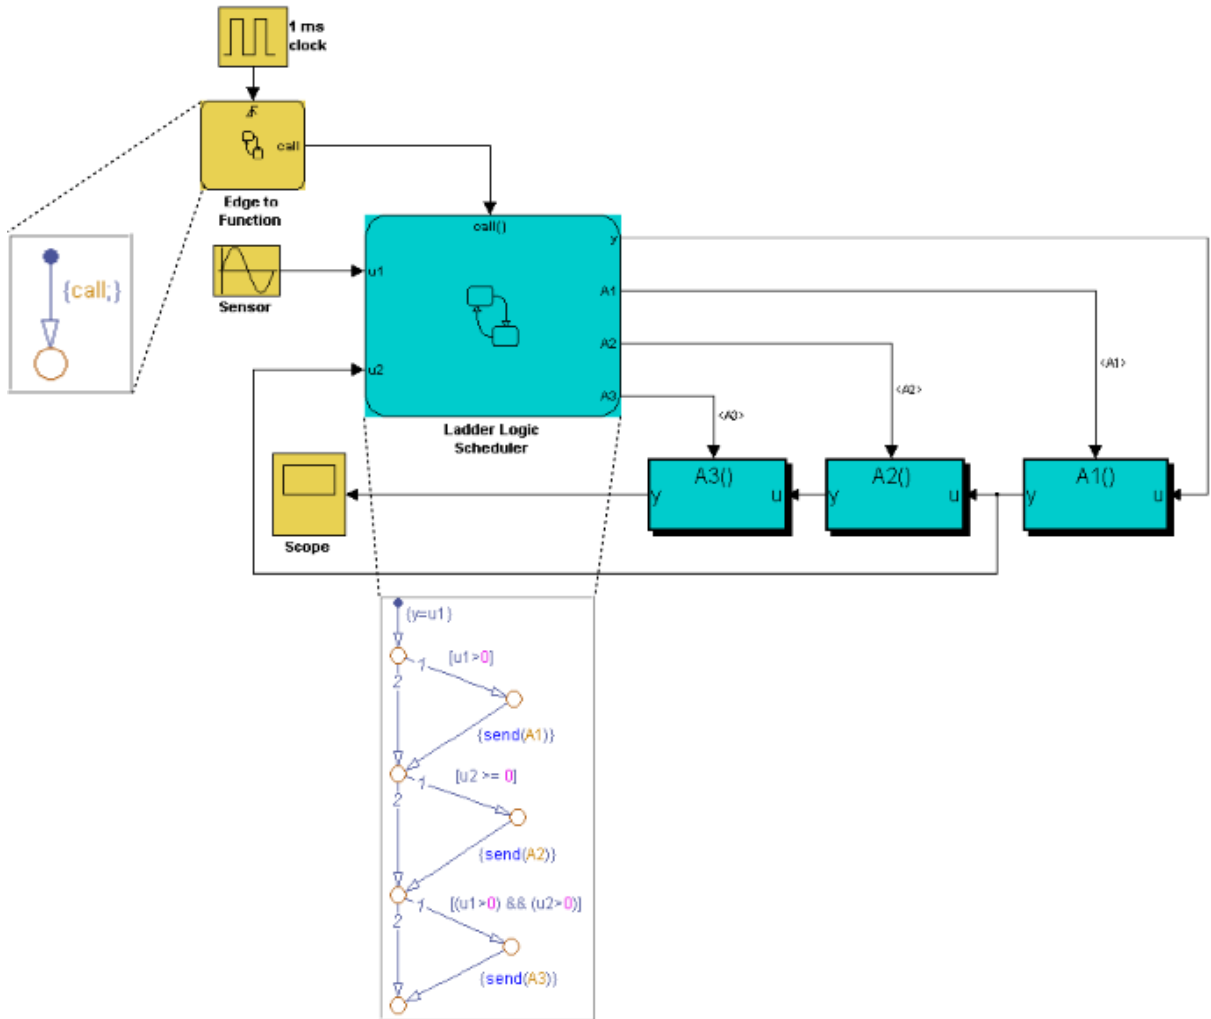 1 ms
clock
call
Edge to
Function
{call;}
Sensor
call()
u1
u2
y
A1
A2
A3
Ladder Logic
Scheduler
<A1>
<A2>
<A3>
A3()
y
u
A2()
y
u
A1()
y
u
Scope
{y=u1}
1
[u1>0]
2
{send(A1)}
1
[u2 >= 0]
2
{send(A2)}
1
[(u1>0) && (u2>0)]
2
{send(A3)}